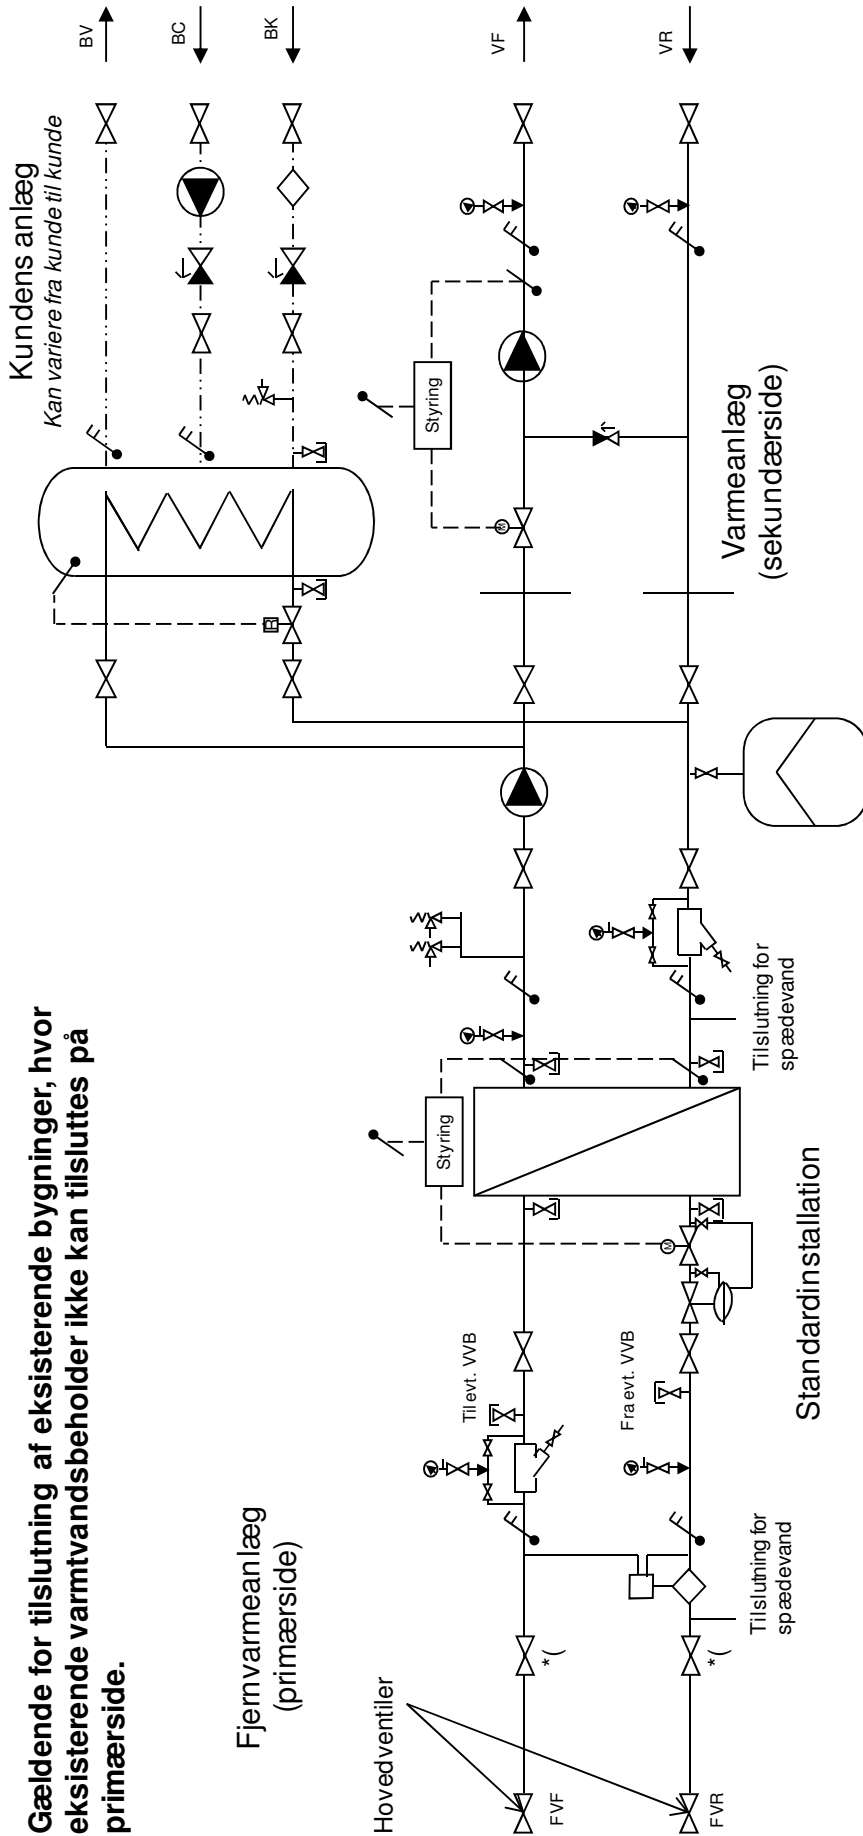 Gældende for tilslutning af eksisterende bygninger, hvor
eksisterende varmtvandsbeholder ikke kan tilsluttes på
primærside.
Kundens anlæg
Kan variere fra kunde til kunde
BV
BC
BK
VF
VR
Fjernvarmeanlæg
(primærside)
Hovedventiler
FVF
FVR
*(
*(
Til evt. VVB
Fra evt. VVB
Styring
Styring
M
M
R
Tilslutning for
spædevand
Tilslutning for
spædevand
Standardinstallation
Varmeanlæg
(sekundærside)